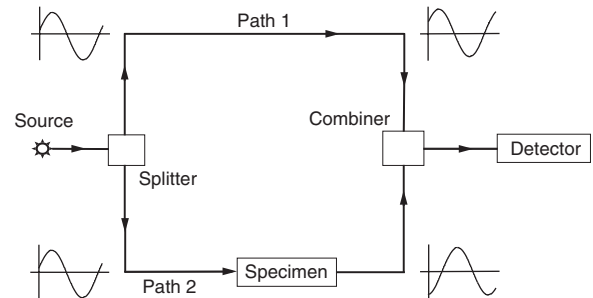 Path 1
Source
Combiner
Detector
Splitter
Specimen
Path 2